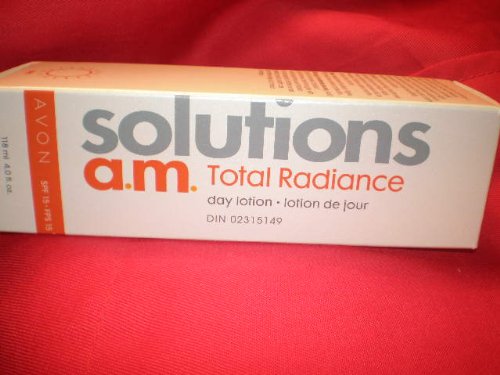 solutions
a.m. Total Radiance
day lotion • lotion de jour
DIN 02315149
AVON
SPF 15 • FPS 15
118 ml 4.0 fl oz.